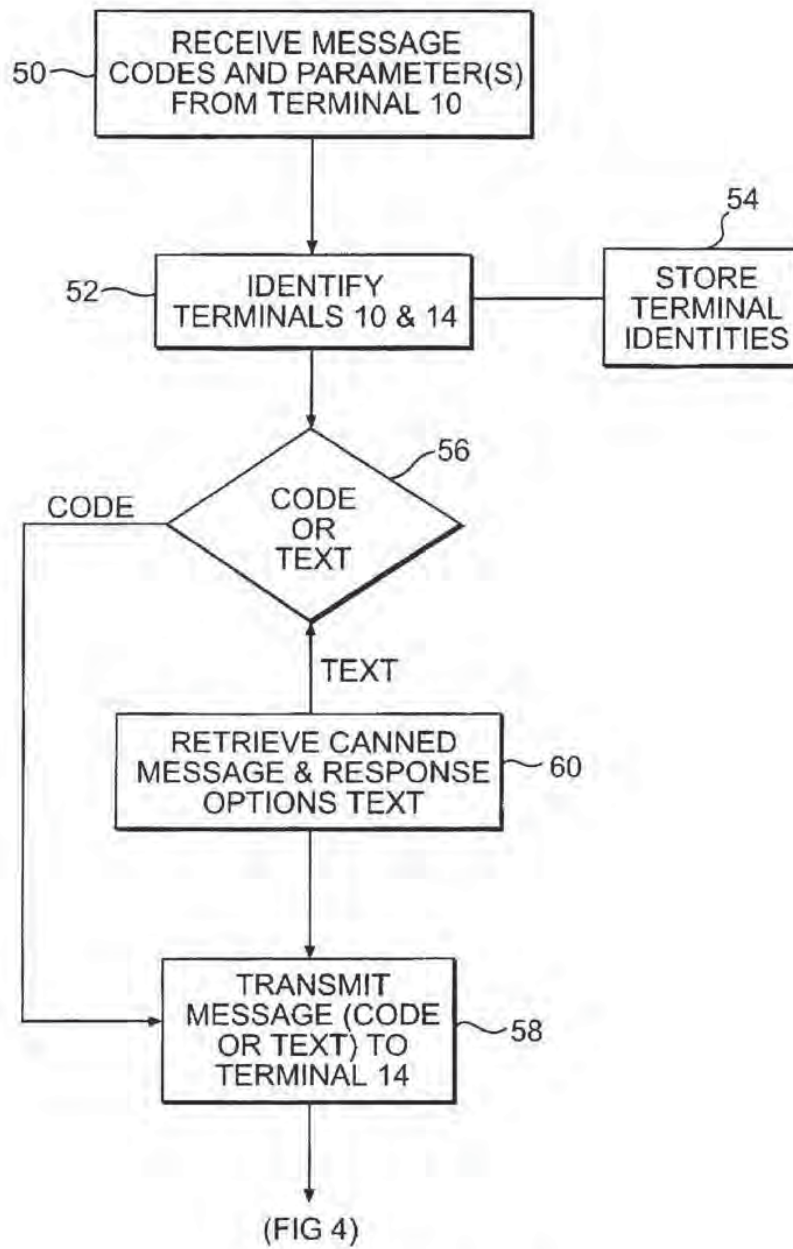 50
RECEIVE MESSAGE
CODES AND PARAMETER(S)
FROM TERMINAL 10
52
IDENTIFY
TERMINALS 10 & 14
54
STORE
TERMINAL
IDENTITIES
56
CODE
CODE
OR
TEXT
TEXT
RETRIEVE CANNED
MESSAGE & RESPONSE
OPTIONS TEXT
60
TRANSMIT
MESSAGE (CODE
OR TEXT) TO
TERMINAL 14
58
(FIG 4)